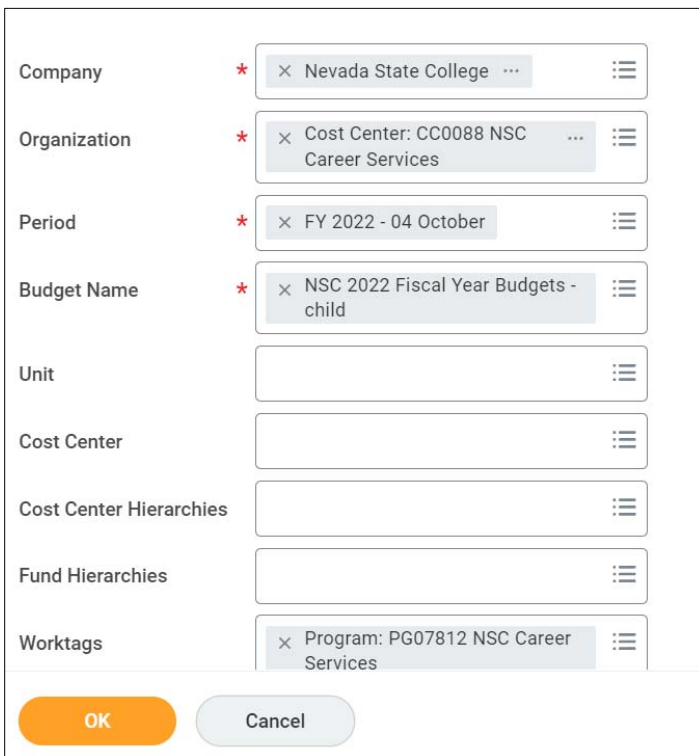 Company * × Nevada State College ···
Organization * × Cost Center: CC0088 NSC ···
Career Services
Period * × FY 2022 - 04 October
Budget Name * × NSC 2022 Fiscal Year Budgets -
child
Unit
Cost Center
Cost Center Hierarchies
Fund Hierarchies
Worktags × Program: PG07812 NSC Career
Services
OK Cancel